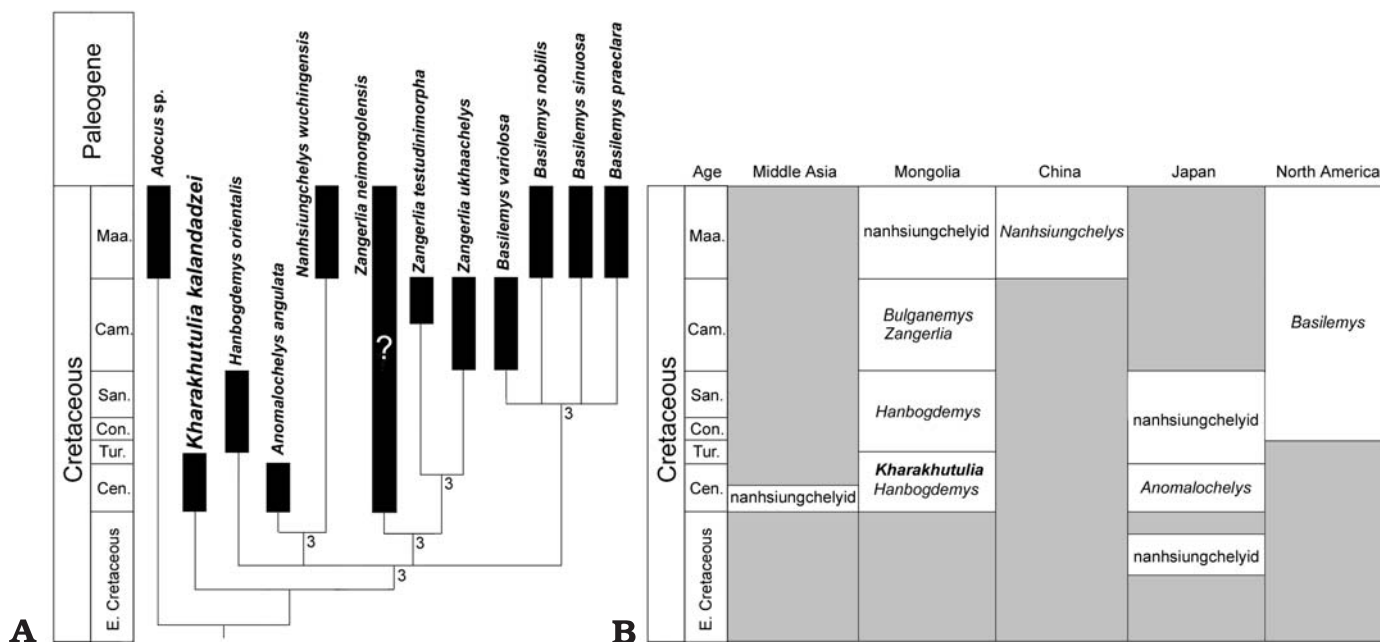 Paleogene
Cretaceous
Maa.
Cam.
San.
Con.
Tur.
Cen.
E. Cretaceous
Adocus sp.
Kharakhutulia kalandadzei
Hanbogdemys orientalis
Anomalochelys angulata
Nanhsiungchelys wuchingensis
Zangerlia neimongolensis
Zangerlia testudinimorpha
Zangerlia ukhaachelys
Basilemys variolosa
Basilemys nobilis
Basilemys sinuosa
Basilemys praeclara
?
3
3
3
3
3
3
A
Age Middle Asia Mongolia China Japan North America
Cretaceous
Maa.
Cam.
San.
Con.
Tur.
Cen.
E. Cretaceous
nanhsiungchelyid
nanhsiungchelyid
Bulganemys
Zangerlia
Hanbogdemys
Kharakhutulia
Hanbogdemys
Nanhsiungchelys
nanhsiungchelyid
Anomalochelys
nanhsiungchelyid
Basilemys
B